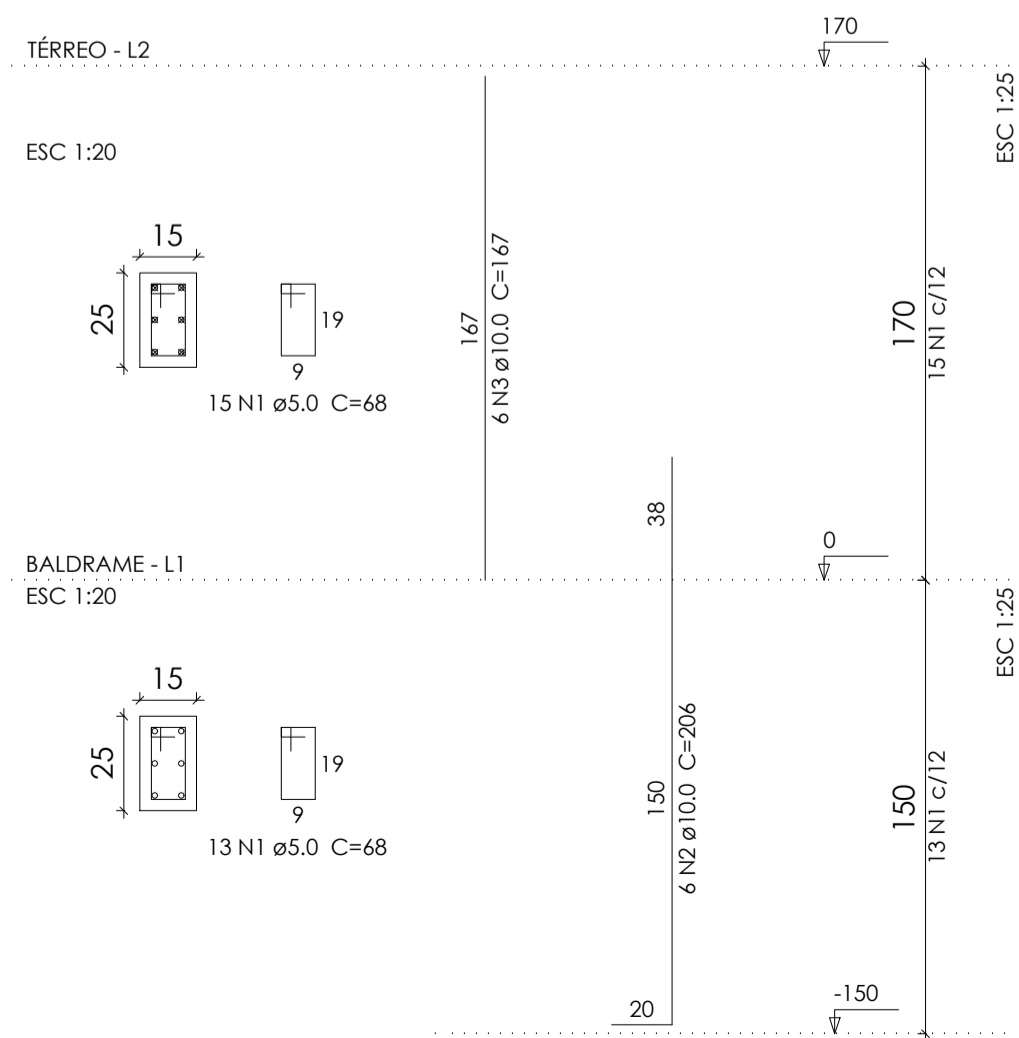 170
TÉRREO - L2
ESC 1:25
ESC 1:20
15
25
19
9
15 N1 ø5.0 C=68
167
6 N3 ø10.0 C=167
170
15 N1 c/12
38
0
BALDRAME - L1
ESC 1:20
ESC 1:25
15
25
19
9
13 N1 ø5.0 C=68
150
6 N2 ø10.0 C=206
150
13 N1 c/12
20
-150